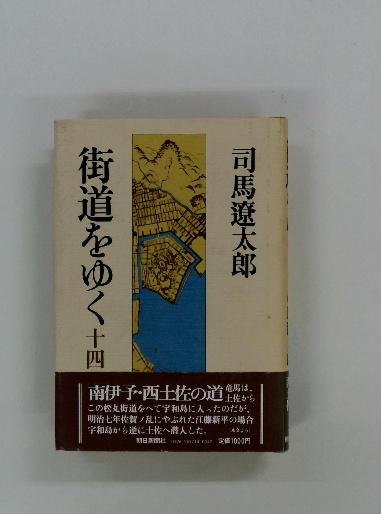 司馬遼太郎
街道をゆく 十四
南伊予・西土佐の道
竜馬は、
土佐から
この松丸街道をへて宇和島に入ったのだが、
明治七年佐賀ノ乱にやぶれた江藤新平の場合
宇和島から逆に土佐へ潜入した。
朝日新聞社
定価1000円